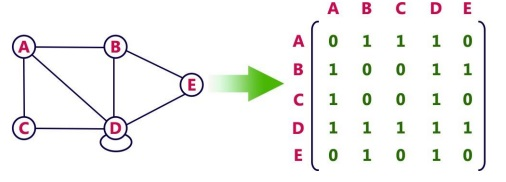 A B
E
C D
A B C D E
A 0 1 1 1 0
B 1 0 0 1 1
C 1 0 0 1 0
D 1 1 1 1 1
E 0 1 0 1 0